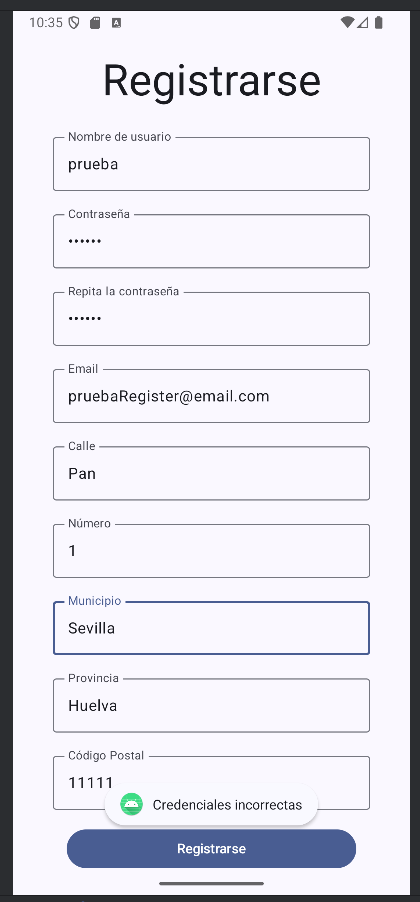 10:35
Registrarse
Nombre de usuario
prueba
Contraseña
••••••
Repita la contraseña
••••••
Email
pruebaRegister@email.com
Calle
Pan
Número
1
Municipio
Sevilla
Provincia
Huelva
Código Postal
11111
Credenciales incorrectas
Registrarse